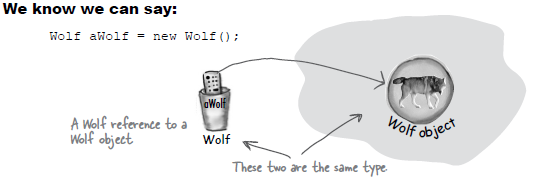 We know we can say:
Wolf aWolf = new Wolf();
aWolf
A Wolf reference to a
Wolf object.
Wolf
Wolf object
These two are the same type.